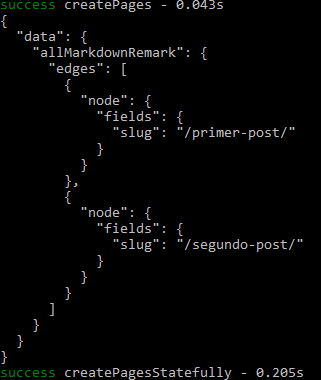 success createPages - 0.043s
{
  "data": {
    "allMarkdownRemark": {
      "edges": [
        {
          "node": {
            "fields": {
              "slug": "/primer-post/"
            }
          }
        },
        {
          "node": {
            "fields": {
              "slug": "/segundo-post/"
            }
          }
        }
      ]
    }
  }
}
success createPagesStatefully - 0.205s